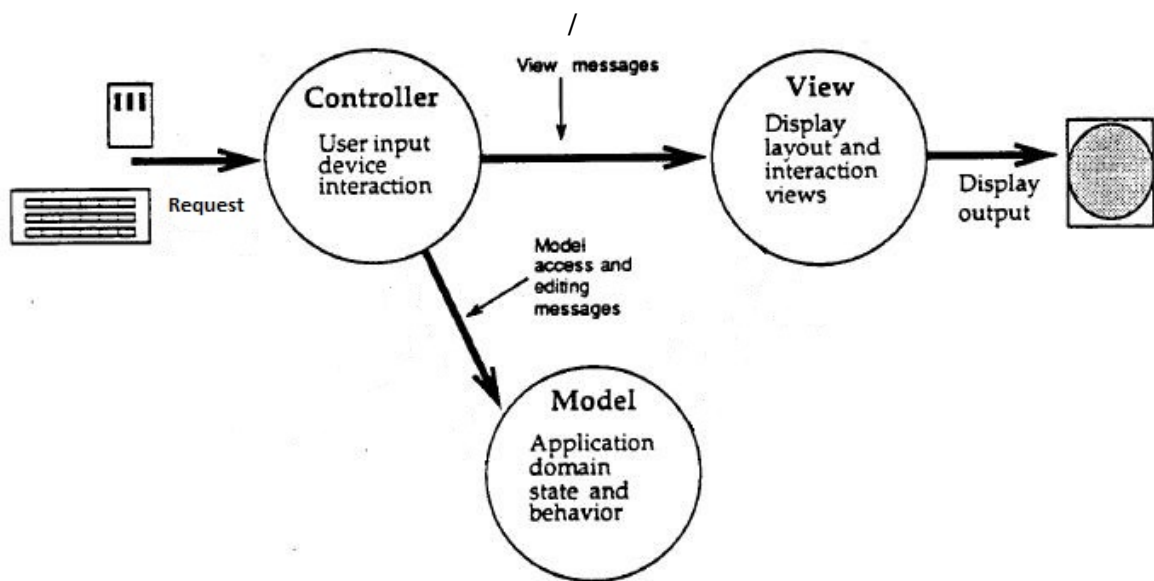 /
View messages
Controller
User input
device
interaction
Request
View
Display
layout and
interaction
views
Display
output
Model
access and
editing
messages
Model
Application
domain
state and
behavior